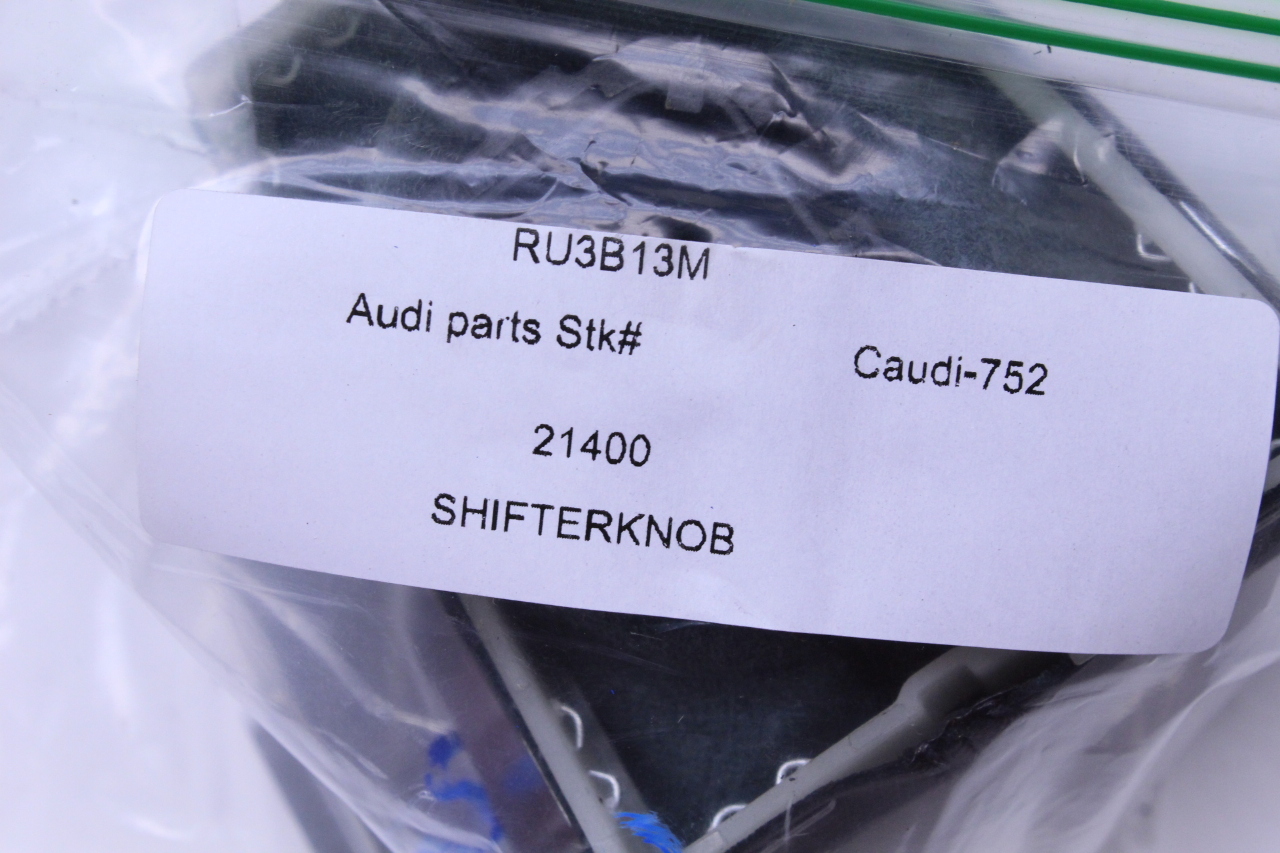 RU3B13M
Audi parts Stk# Caudi-752
21400
SHIFTERKNOB